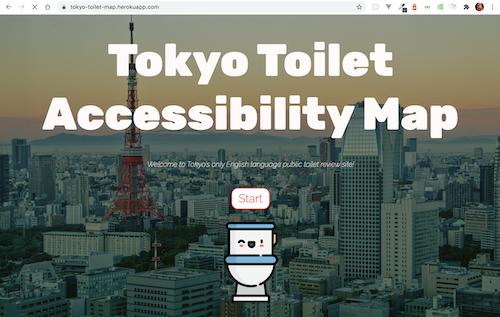 tokyo-toilet-map.herokuapp.com
Tokyo Toilet
Accessibility Map
Welcome to Tokyo's only English language public toilet review site!
Start